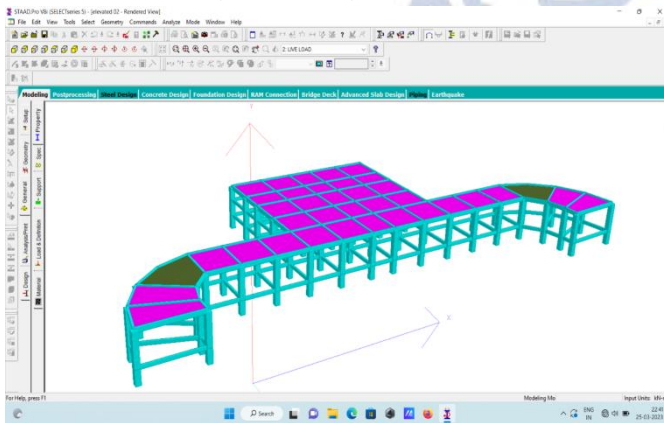 STAAD.Pro V8i (SELECTseries 5) - [elevated 02 - Rendered View]
File Edit View Tools Select Geometry Commands Analyze Mode Window Help
2: LIVE LOAD
Modeling Postprocessing Steel Design Concrete Design Foundation Design RAM Connection Bridge Deck Advanced Slab Design Piping Earthquake
Setup
Geometry
General
Analysis/Print
Design
Property
Spec
Support
Load & Definition
Material
Y
X
For Help, press F1
Modeling Mo
Input Units: kN-
Search
ENG
IN
22:41
25-03-2023